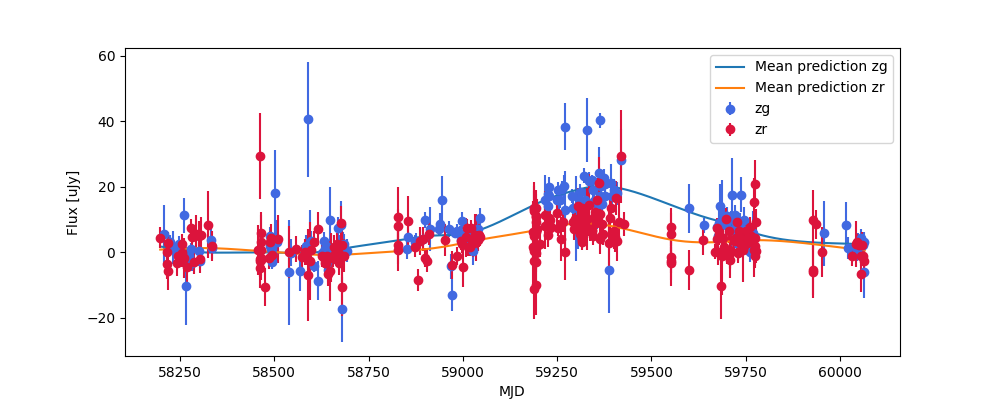 60
40
20
0
−20
Flux [uJy]
58250 58500 58750 59000 59250 59500 59750 60000
MJD
Mean prediction zg
Mean prediction zr
zg
zr